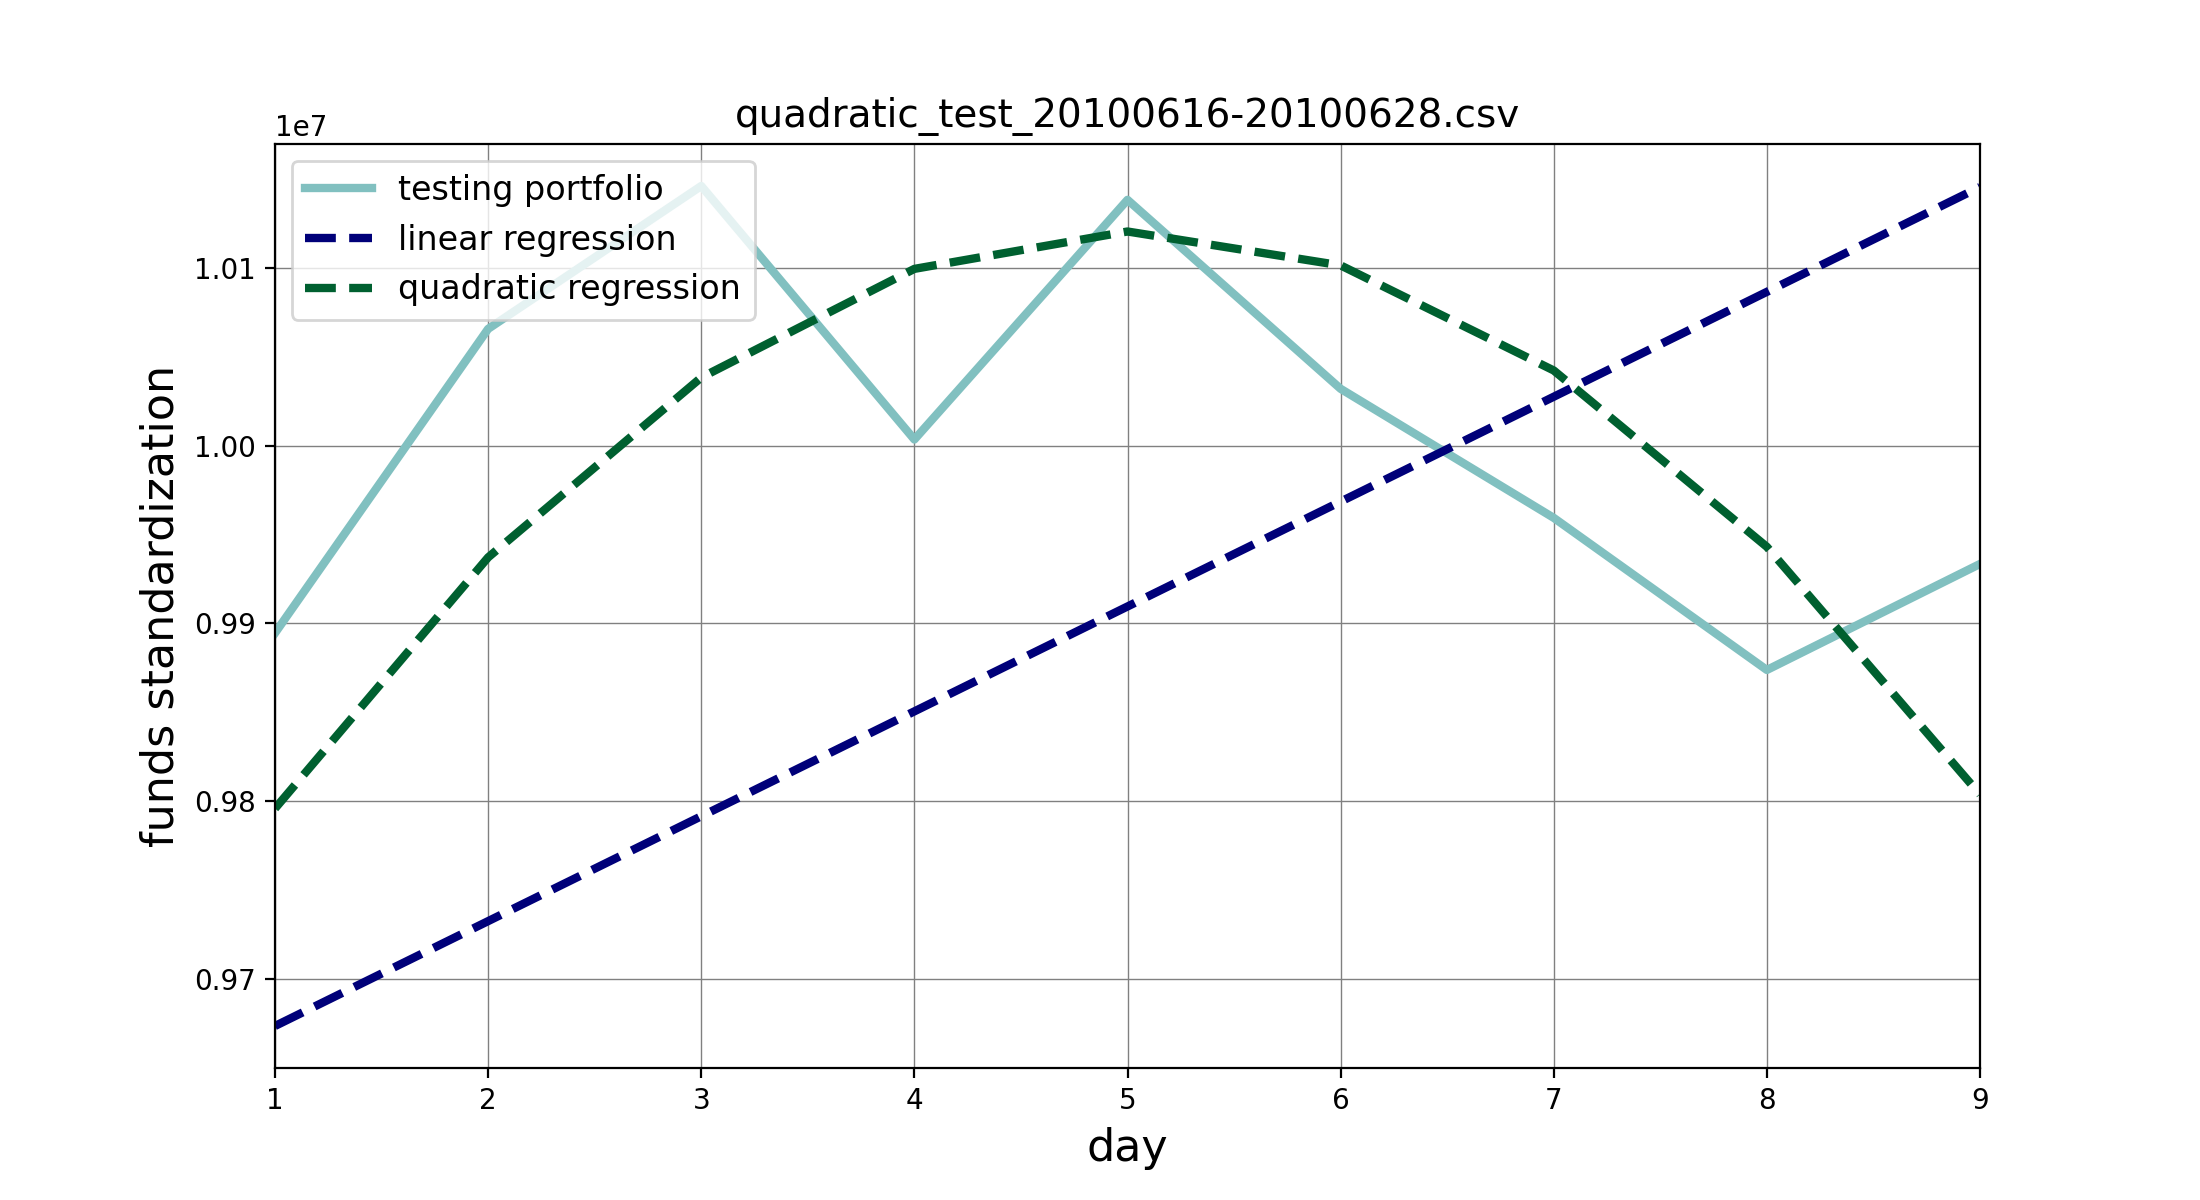 quadratic_test_20100616-20100628.csv
1e7
testing portfolio
linear regression
quadratic regression
1.01
1.00
0.99
0.98
0.97
funds standardization
1 2 3 4 5 6 7 8 9
day